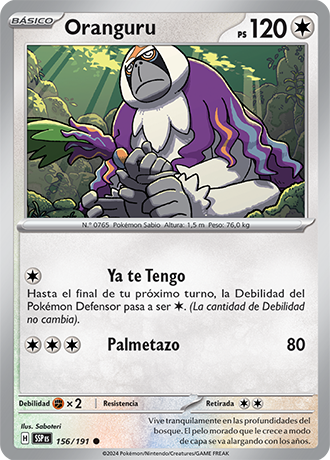 BÁSICO
Oranguru
PS 120
N.º 0765 Pokémon Sabio Altura: 1,5 m Peso: 76,0 kg
Ya te Tengo
Hasta el final de tu próximo turno, la Debilidad del
Pokémon Defensor pasa a ser . (La cantidad de Debilidad
no cambia).
Palmetazo 80
Debilidad ×2 Resistencia Retirada
Ilus. Saboteri
H SSP ES 156/191
Vive tranquilamente en las profundidades del
bosque. El pelo morado que le crece a modo
de capa se va alargando con los años.
©2024 Pokémon/Nintendo/Creatures/GAME FREAK